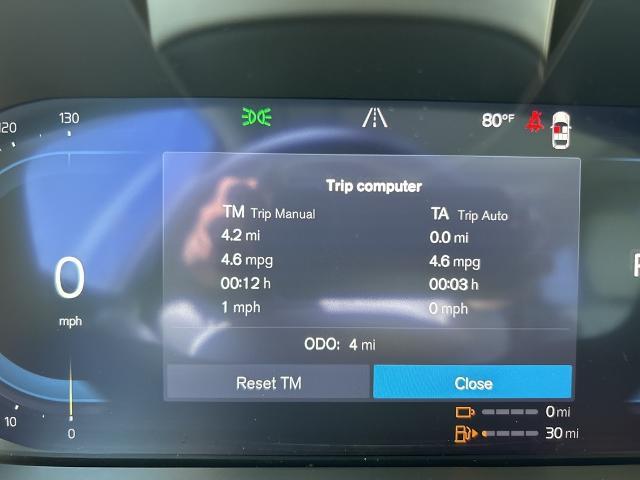 120
130
80°F
Trip computer
TM Trip Manual
TA Trip Auto
4.2 mi
0.0 mi
4.6 mpg
4.6 mpg
00:12 h
00:03 h
1 mph
0 mph
ODO: 4 mi
Reset TM
Close
0
mph
10
0
0 mi
30 mi